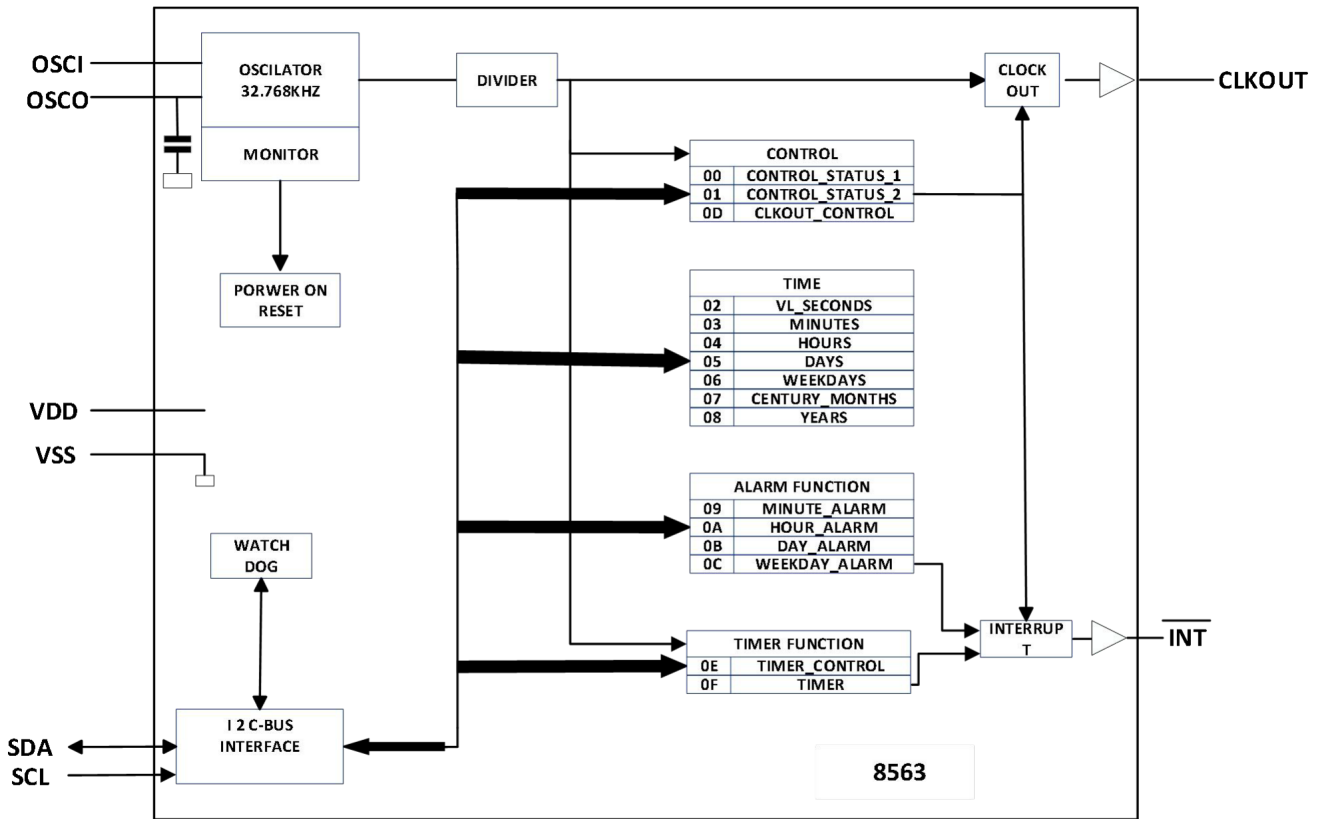 OSCI
OSCO
OSCILATOR
32.768KHZ
MONITOR
DIVIDER
CLOCK
OUT
CLKOUT
CONTROL
00 CONTROL_STATUS_1
01 CONTROL_STATUS_2
0D CLKOUT_CONTROL
PORWER ON
RESET
TIME
02 VL_SECONDS
03 MINUTES
04 HOURS
05 DAYS
06 WEEKDAYS
07 CENTURY_MONTHS
08 YEARS
VDD
VSS
ALARM FUNCTION
09 MINUTE_ALARM
0A HOUR_ALARM
0B DAY_ALARM
0C WEEKDAY_ALARM
WATCH
DOG
TIMER FUNCTION
0E TIMER_CONTROL
0F TIMER
INTERRUP
T
INT
I 2 C-BUS
INTERFACE
SDA
SCL
8563